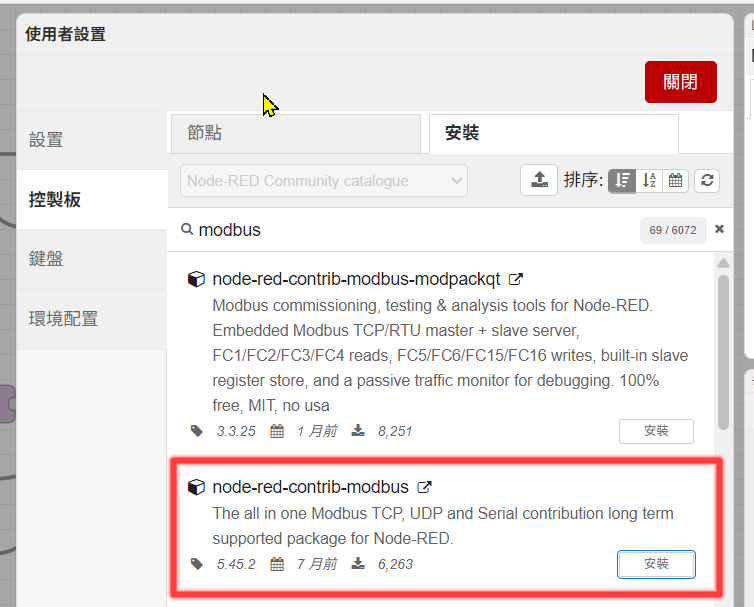 使用者設置
關閉
設置
控製板
鍵盤
環境配置
節點
安裝
Node-RED Community catalogue
排序:
modbus
69 / 6072
node-red-contrib-modbus-modpackqt
Modbus commissioning, testing & analysis tools for Node-RED.
Embedded Modbus TCP/RTU master + slave server,
FC1/FC2/FC3/FC4 reads, FC5/FC6/FC15/FC16 writes, built-in slave
register store, and a passive traffic monitor for debugging. 100%
free, MIT, no usa
3.3.25 1 月前 8,251
安裝
node-red-contrib-modbus
The all in one Modbus TCP, UDP and Serial contribution long term
supported package for Node-RED.
5.45.2 7 月前 6,263
安裝